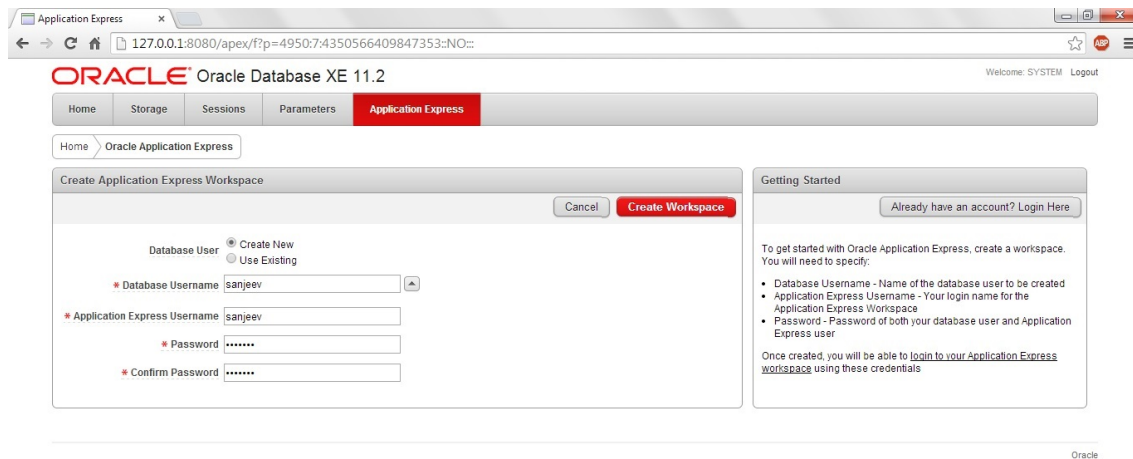 Application Express
127.0.0.1:8080/apex/f?p=4950:7:4350566409847353::NO:::
ABP
ORACLE® Oracle Database XE 11.2
Welcome: SYSTEM Logout
Home Storage Sessions Parameters Application Express
Home Oracle Application Express
Create Application Express Workspace
Cancel Create Workspace
Database User Create New
Use Existing
* Database Username sanjeev
* Application Express Username sanjeev
* Password •••••••
* Confirm Password •••••••
Getting Started
Already have an account? Login Here
To get started with Oracle Application Express, create a workspace.
You will need to specify:
• Database Username - Name of the database user to be created
• Application Express Username - Your login name for the
Application Express Workspace
• Password - Password of both your database user and Application
Express user
Once created, you will be able to login to your Application Express
workspace using these credentials
Oracle